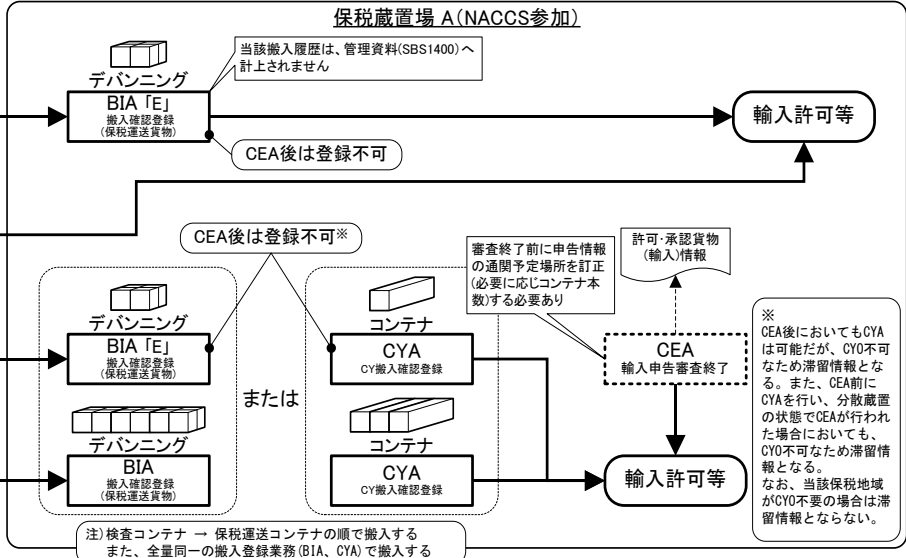 保税蔵置場 A(NACCS参加)
当該搬入履歴は、管理資料(SBS1400)へ
計上されません
デバンニング
BIA 「E」
搬入確認登録
(保税運送貨物)
CEA後は登録不可
輸入許可等
CEA後は登録不可※
審査終了前に申告情報
の通関予定場所を訂正
(必要に応じコンテナ本
数)する必要あり
許可・承認貨物
(輸入)情報
デバンニング
BIA 「E」
搬入確認登録
(保税運送貨物)
デバンニング
BIA
搬入確認登録
(保税運送貨物)
または
コンテナ
CYA
CY搬入確認登録
コンテナ
CYA
CY搬入確認登録
CEA
輸入申告審査終了
輸入許可等
※
CEA後においてもCYA
は可能だが、CYO不可
なため滞留情報とな
る。また、CEA前に
CYAを行い、分散蔵置
の状態でCEAが行われ
た場合においても、
CYO不可なため滞留情
報となる。
なお、当該保税地域
がCYO不要の場合は滞
留情報とならない。
注)検査コンテナ → 保税運送コンテナの順で搬入する
また、全量同一の搬入登録業務(BIA、CYA)で搬入する